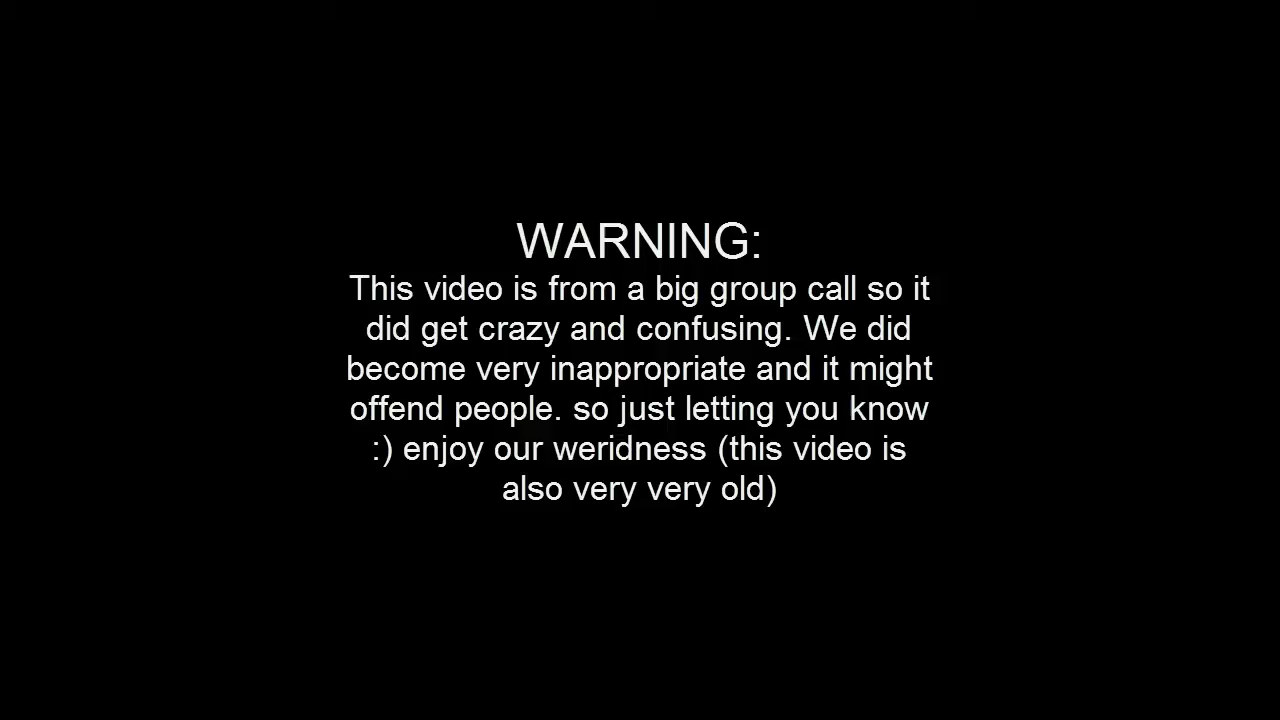 WARNING:
This video is from a big group call so it
did get crazy and confusing. We did
become very inappropriate and it might
offend people. so just letting you know
:) enjoy our weridness (this video is
also very very old)